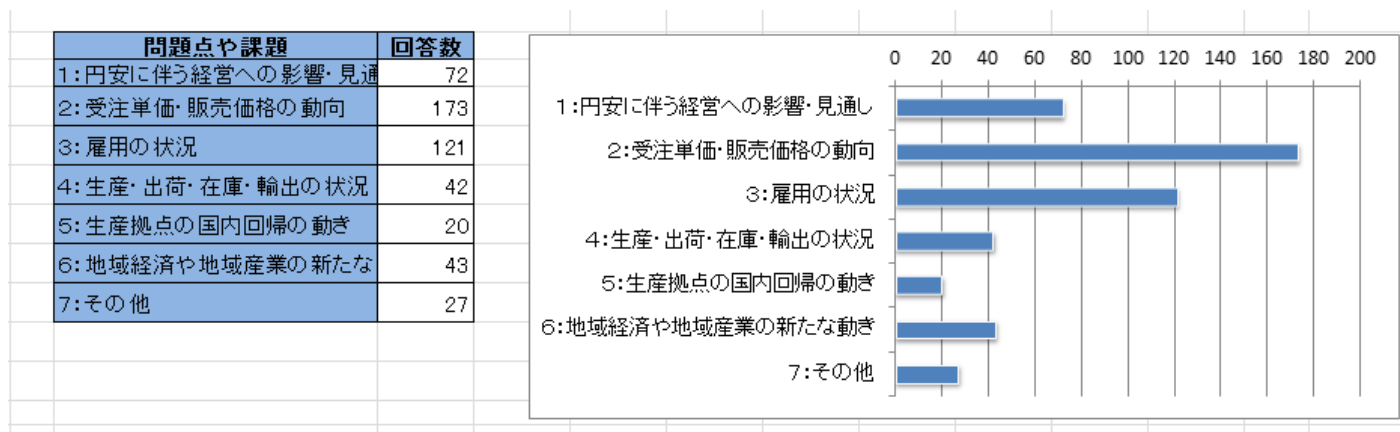 問題点や課題 回答数
1:円安に伴う経営への影響・見通 72
2:受注単価・販売価格の動向 173
3:雇用の状況 121
4:生産・出荷・在庫・輸出の状況 42
5:生産拠点の国内回帰の動き 20
6:地域経済や地域産業の新たな 43
7:その他 27
0 20 40 60 80 100 120 140 160 180 200
1:円安に伴う経営への影響・見通し
2:受注単価・販売価格の動向
3:雇用の状況
4:生産・出荷・在庫・輸出の状況
5:生産拠点の国内回帰の動き
6:地域経済や地域産業の新たな動き
7:その他